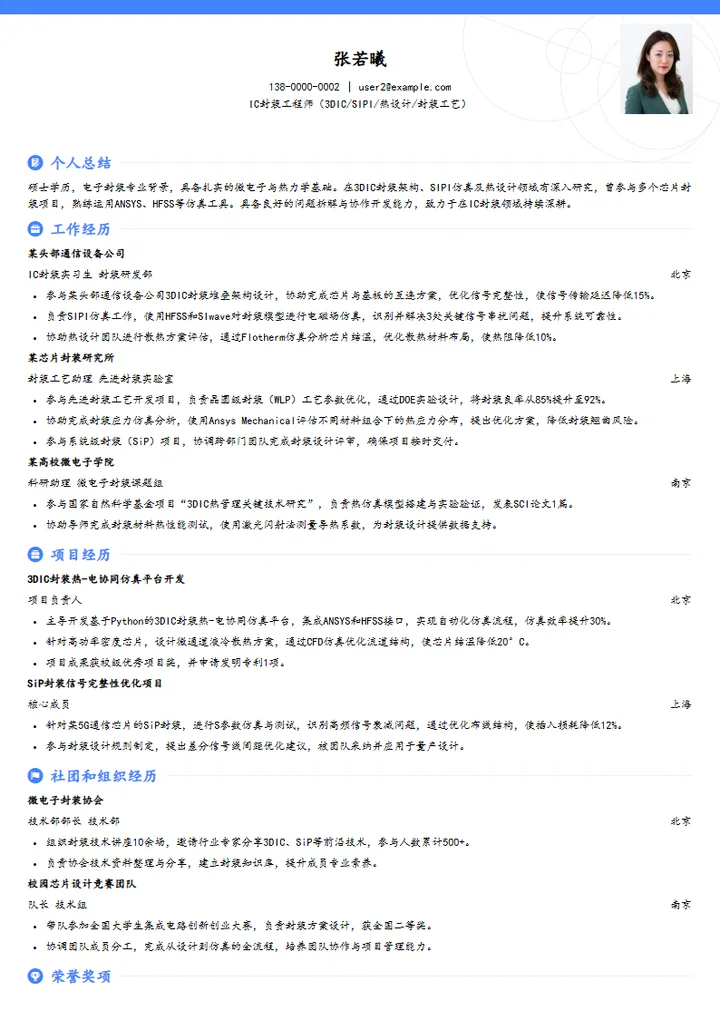 张若曦
138-0000-0002 | user2@example.com
IC封装工程师（3DIC/SIPI/热设计/封装工艺）
个人总结
硕士学历，电子封装专业背景，具备扎实的微电子与热力学基础。在3DIC封装架构、SIPI仿真及热设计领域有深入研究，曾参与多个芯片封
装项目，熟练运用ANSYS、HFSS等仿真工具。具备良好的问题拆解与协作开发能力，致力于在IC封装领域持续深耕。
工作经历
某头部通信设备公司
IC封装实习生 封装研发部 北京
• 参与某头部通信设备公司3DIC封装堆叠架构设计，协助完成芯片与基板的互连方案，优化信号完整性，使信号传输延迟降低15%。
• 负责SIPI仿真工作，使用HFSS和SIwave对封装模型进行电磁场仿真，识别并解决3处关键信号串扰问题，提升系统可靠性。
• 协助热设计团队进行散热方案评估，通过Flotherm仿真分析芯片结温，优化散热材料布局，使热阻降低10%。
某芯片封装研究所
封装工艺助理 先进封装实验室 上海
• 参与先进封装工艺开发项目，负责晶圆级封装（WLP）工艺参数优化，通过DOE实验设计，将封装良率从85%提升至92%。
• 协助完成封装应力仿真分析，使用Ansys Mechanical评估不同材料组合下的热应力分布，提出优化方案，降低封装翘曲风险。
• 参与系统级封装（SiP）项目，协调跨部门团队完成封装设计评审，确保项目按时交付。
某高校微电子学院
科研助理 微电子封装课题组 南京
• 参与国家自然科学基金项目“3DIC热管理关键技术研究”，负责热仿真模型搭建与实验验证，发表SCI论文1篇。
• 协助导师完成封装材料热性能测试，使用激光闪射法测量导热系数，为封装设计提供数据支持。
项目经历
3DIC封装热-电协同仿真平台开发
项目负责人 北京
• 主导开发基于Python的3DIC封装热-电协同仿真平台，集成ANSYS和HFSS接口，实现自动化仿真流程，仿真效率提升30%。
• 针对高功率密度芯片，设计微通道液冷散热方案，通过CFD仿真优化流道结构，使芯片结温降低20°C。
• 项目成果获校级优秀项目奖，并申请发明专利1项。
SiP封装信号完整性优化项目
核心成员 上海
• 针对某5G通信芯片的SiP封装，进行S参数仿真与测试，识别高频信号衰减问题，通过优化布线结构，使插入损耗降低12%。
• 参与封装设计规则制定，提出差分信号线间距优化建议，被团队采纳并应用于量产设计。
社团和组织经历
微电子封装协会
技术部部长 技术部 北京
• 组织封装技术讲座10余场，邀请行业专家分享3DIC、SiP等前沿技术，参与人数累计500+。
• 负责协会技术资料整理与分享，建立封装知识库，提升成员专业素养。
校园芯片设计竞赛团队
队长 技术组 南京
• 带队参加全国大学生集成电路创新创业大赛，负责封装方案设计，获全国二等奖。
• 协调团队成员分工，完成从设计到仿真的全流程，培养团队协作与项目管理能力。
荣誉奖项